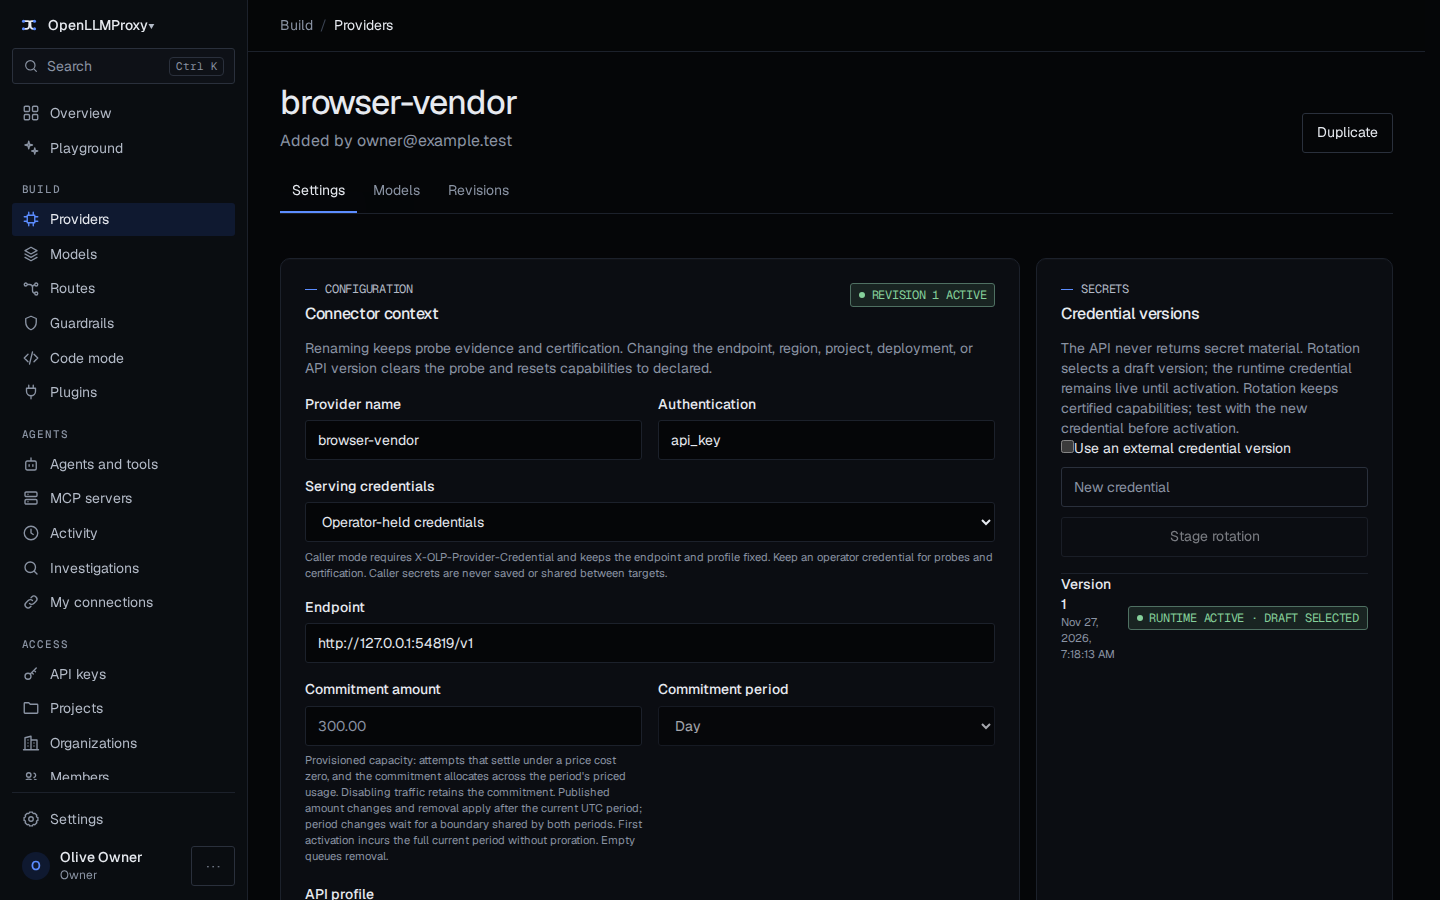 OpenLLMProxy
Search
Ctrl K
Overview
Playground
BUILD
Providers
Models
Routes
Guardrails
Code mode
Plugins
AGENTS
Agents and tools
MCP servers
Activity
Investigations
My connections
ACCESS
API keys
Projects
Organizations
Members
Settings
O
Olive Owner
Owner
...
Build / Providers
browser-vendor
Added by owner@example.test
Duplicate
Settings
Models
Revisions
— CONFIGURATION
Connector context
REVISION 1 ACTIVE
Renaming keeps probe evidence and certification. Changing the endpoint, region, project, deployment, or
API version clears the probe and resets capabilities to declared.
Provider name
browser-vendor
Authentication
api_key
Serving credentials
Operator-held credentials
Caller mode requires X-OLP-Provider-Credential and keeps the endpoint and profile fixed. Keep an operator credential for probes and
certification. Caller secrets are never saved or shared between targets.
Endpoint
http://127.0.0.1:54819/v1
Commitment amount
300.00
Commitment period
Day
Provisioned capacity: attempts that settle under a price cost
zero, and the commitment allocates across the period's priced
usage. Disabling traffic retains the commitment. Published
amount changes and removal apply after the current UTC period;
period changes wait for a boundary shared by both periods. First
activation incurs the full current period without proration. Empty
queues removal.
API profile
— SECRETS
Credential versions
The API never returns secret material. Rotation
selects a draft version; the runtime credential
remains live until activation. Rotation keeps
certified capabilities; test with the new
credential before activation.
Use an external credential version
New credential
Stage rotation
Version
1
Nov 27,
2026,
7:18:13 AM
RUNTIME ACTIVE · DRAFT SELECTED